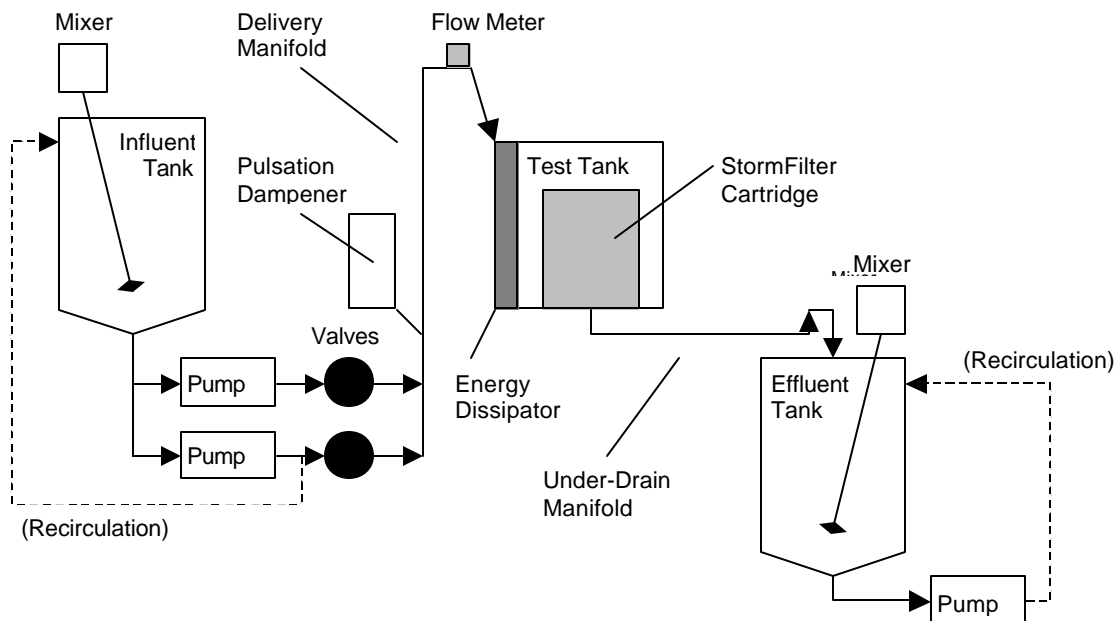 Mixer
Delivery
Manifold
Flow Meter
Influent
Tank
Pulsation
Dampener
Test Tank
StormFilter
Cartridge
Mixer
Mixer
Valves
(Recirculation)
Pump
Energy
Dissipator
Effluent
Tank
Pump
Under-Drain
Manifold
(Recirculation)
Pump